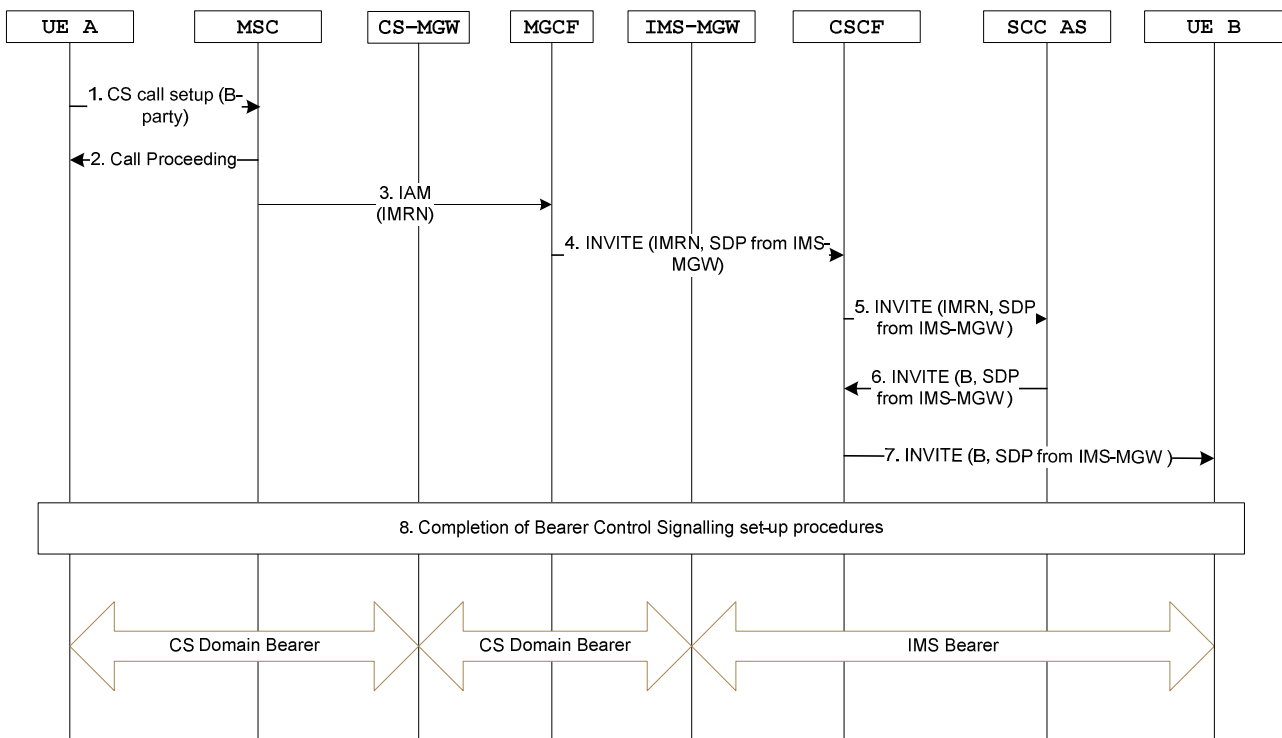 UE A
MSC
CS-MGW
MGCF
IMS-MGW
CSCF
SCC AS
UE B
1. CS call setup (B-
party)
2. Call Proceeding
3. IAM
(IMRN)
4. INVITE (IMRN, SDP from IMS-
MGW)
5. INVITE (IMRN, SDP
from IMS-MGW)
6. INVITE (B, SDP
from IMS-MGW)
7. INVITE (B, SDP from IMS-MGW )
8. Completion of Bearer Control Signalling set-up procedures
CS Domain Bearer
CS Domain Bearer
IMS Bearer